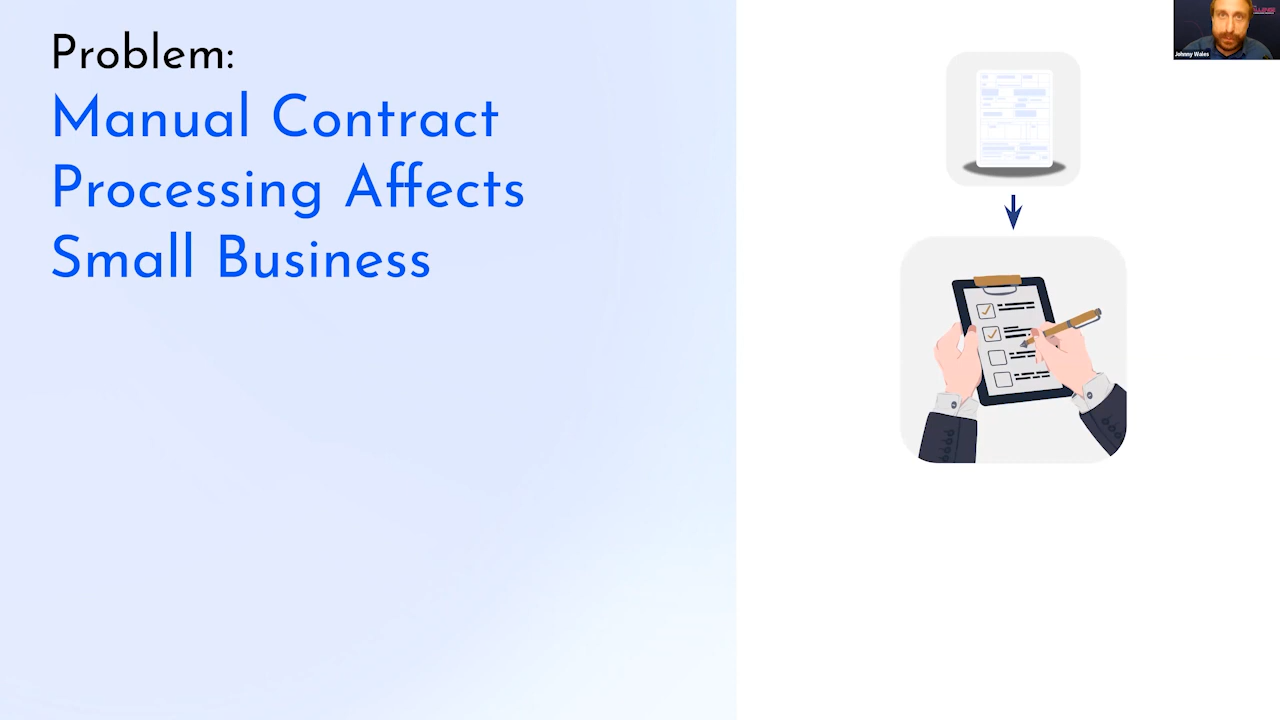 Problem:
Manual Contract
Processing Affects
Small Business
Johnny Wales